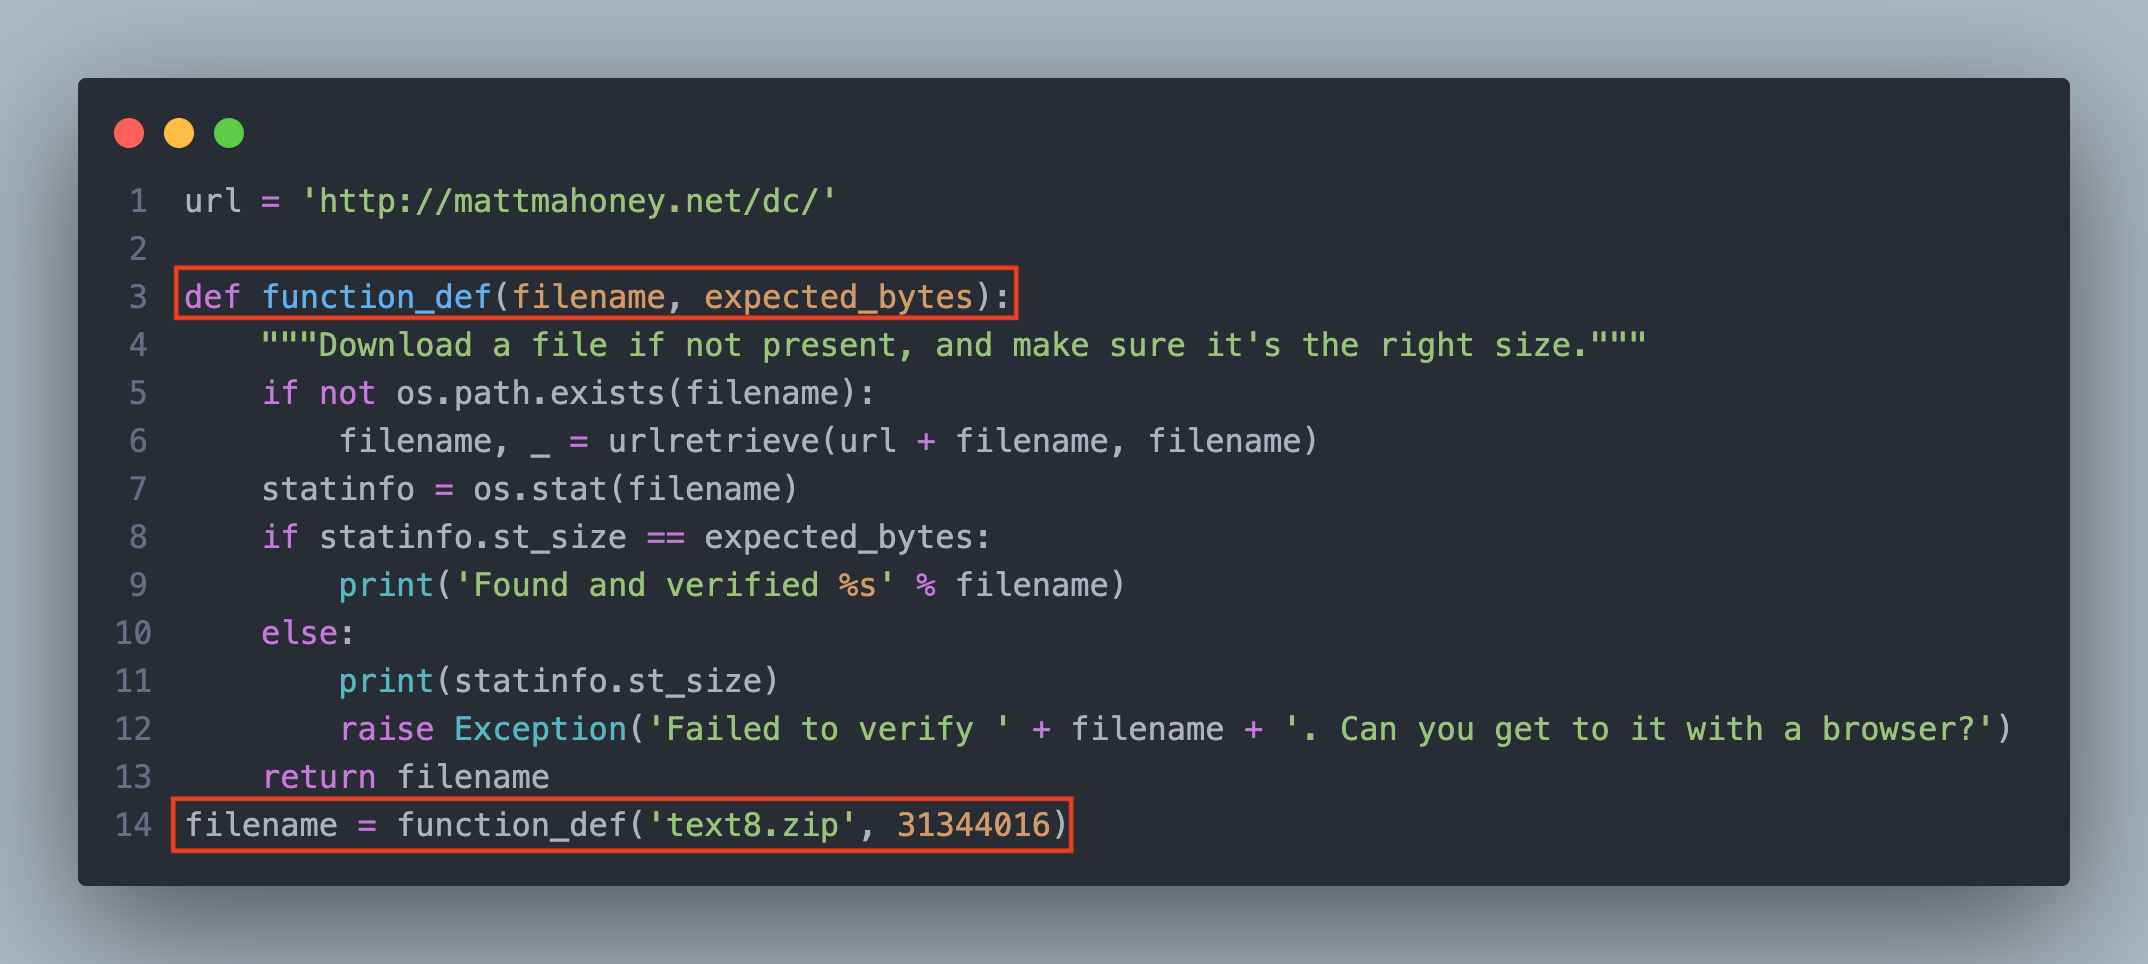 1 url = 'http://mattmahoney.net/dc/'
2
3 def function_def(filename, expected_bytes):
4     """Download a file if not present, and make sure it's the right size."""
5     if not os.path.exists(filename):
6         filename, _ = urlretrieve(url + filename, filename)
7     statinfo = os.stat(filename)
8     if statinfo.st_size == expected_bytes:
9         print('Found and verified %s' % filename)
10     else:
11         print(statinfo.st_size)
12         raise Exception('Failed to verify ' + filename + '. Can you get to it with a browser?')
13     return filename
14 filename = function_def('text8.zip', 31344016)